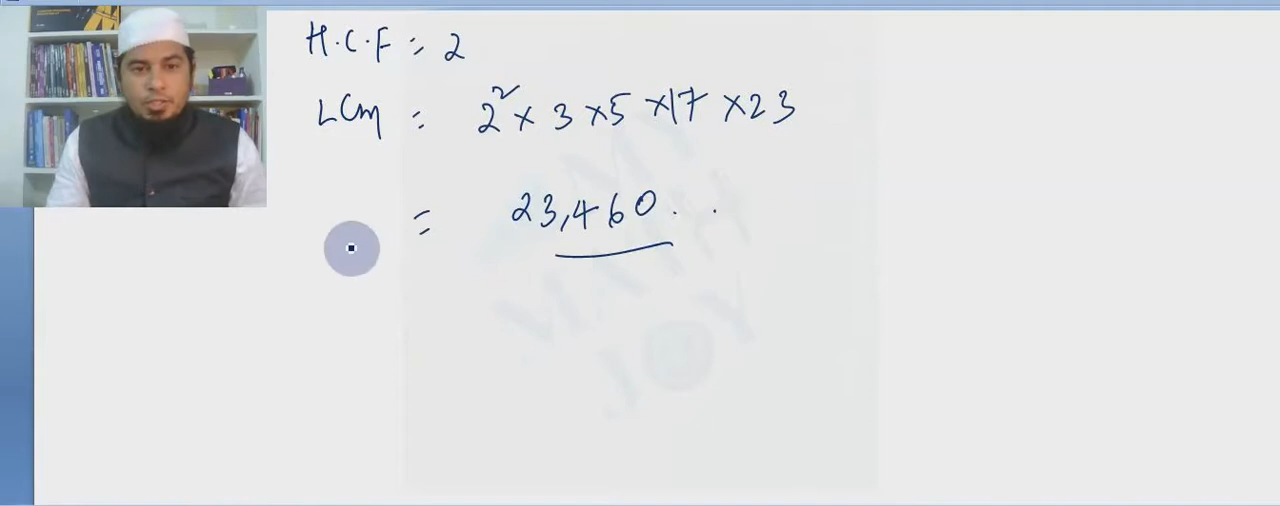 H.C.F = 2
LCM = 2² × 3 × 5 × 17 × 23
= 23,460.